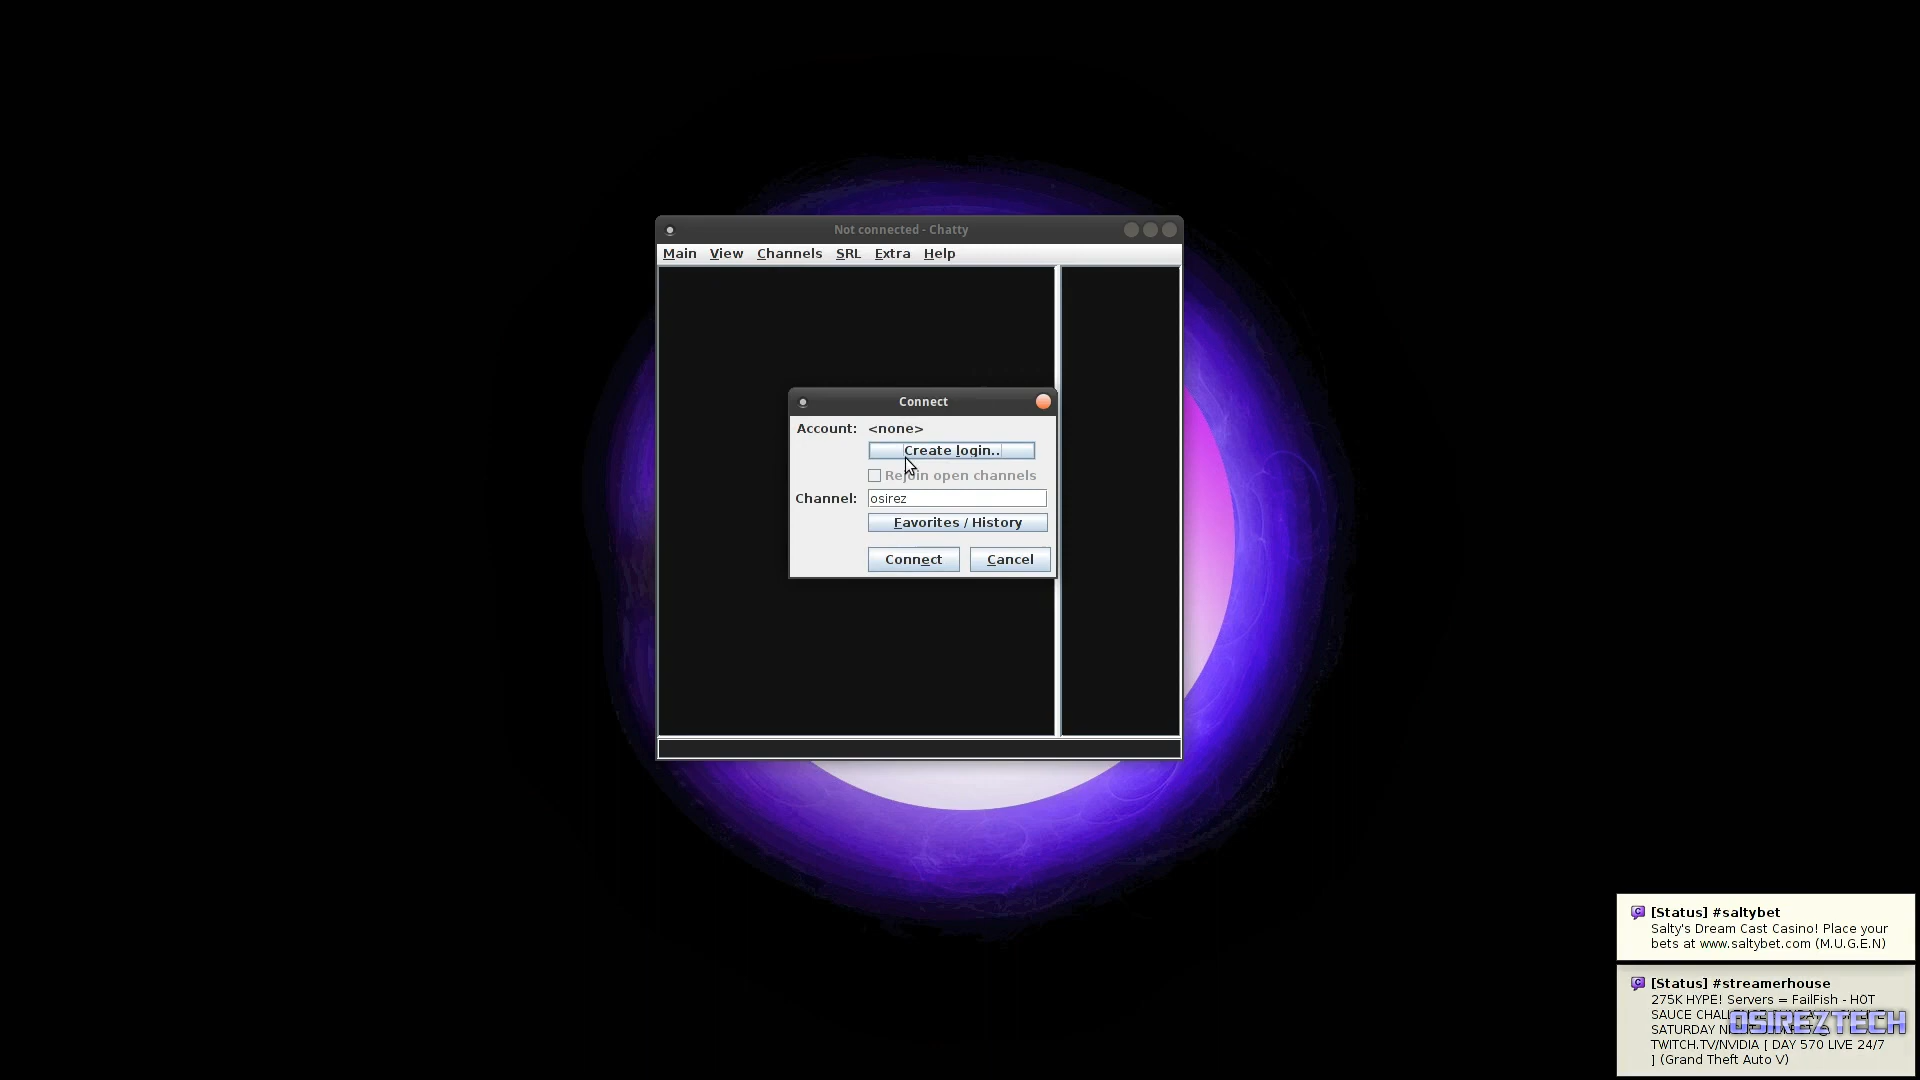 Not connected - Chatty
Main View Channels SRL Extra Help
Connect
Account: <none>
Create login..
Rejoin open channels
Channel: osirez
Favorites / History
Connect Cancel
[Status] #saltybet
Salty's Dream Cast Casino! Place your
bets at www.saltybet.com (M.U.G.E.N)
[Status] #streamerhouse
275K HYPE! Servers = FailFish - HOT
SAUCE
SATURDAY
TWITCH.TV/NVIDIA [ DAY 570 LIVE 24/7
] (Grand Theft Auto V)
OSIREZTECH